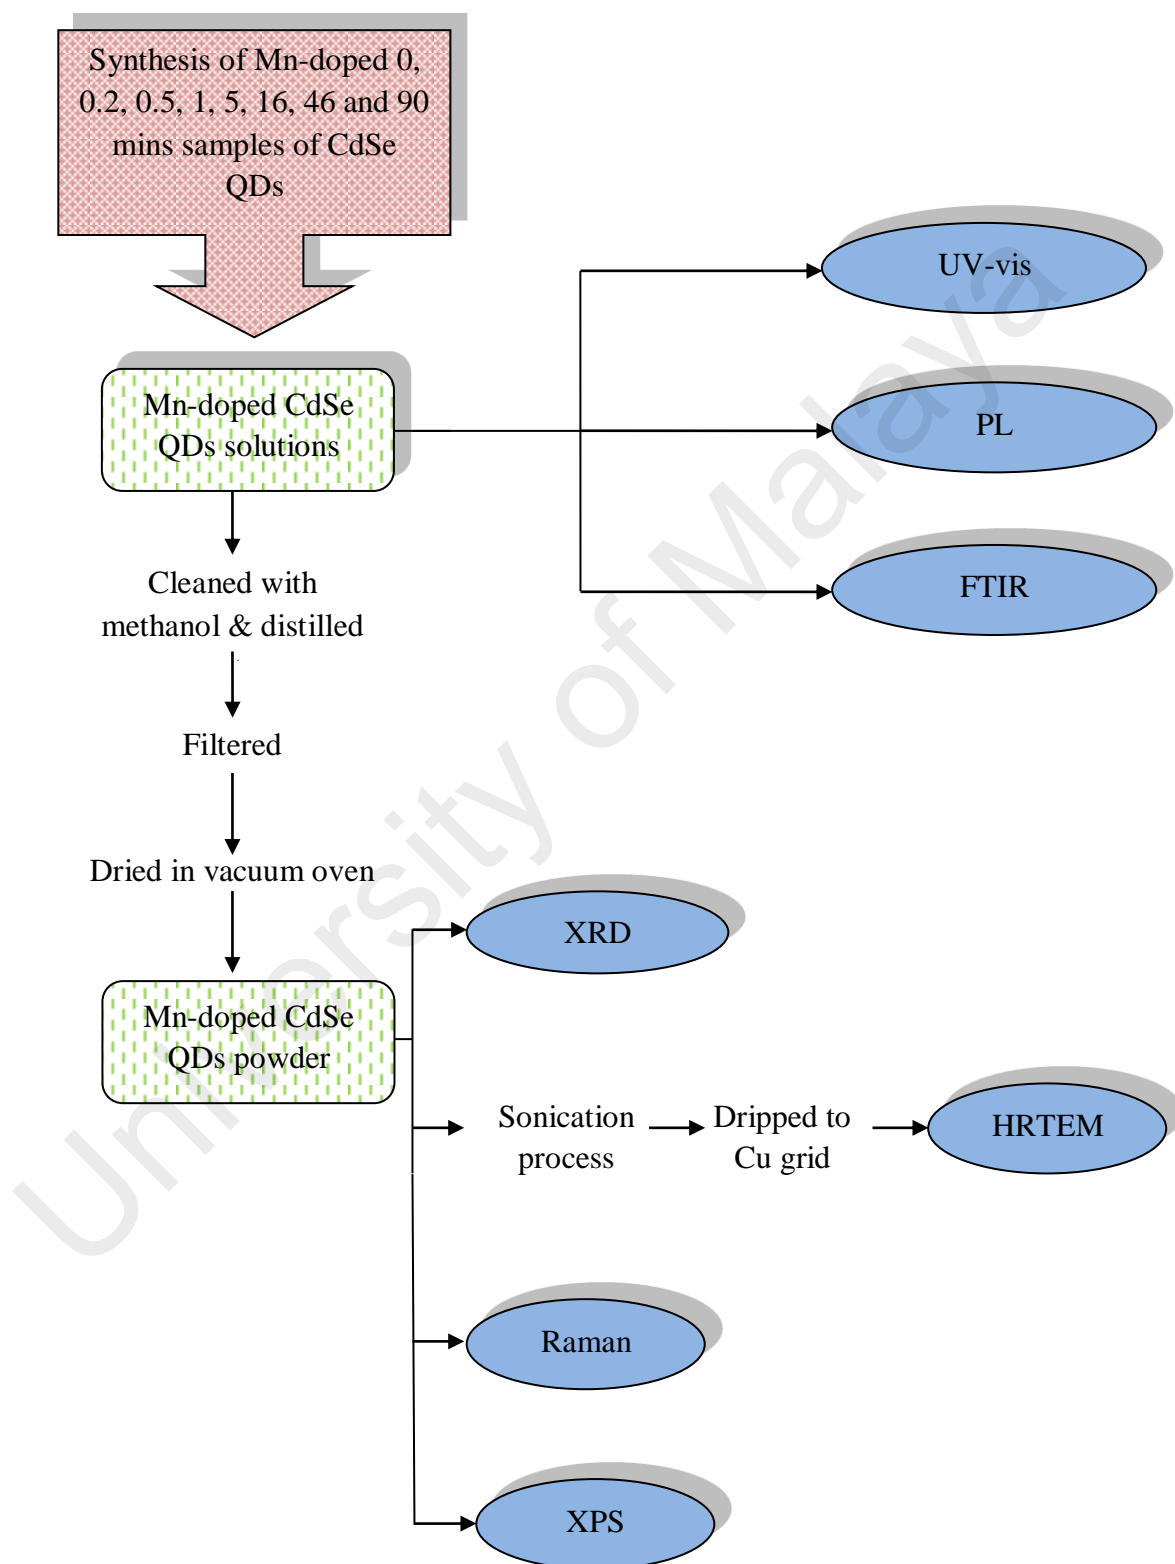 Synthesis of Mn-doped 0,
0.2, 0.5, 1, 5, 16, 46 and 90
mins samples of CdSe
QDs
UV-vis
Mn-doped CdSe
QDs solutions
PL
Cleaned with
methanol & distilled
FTIR
Filtered
Dried in vacuum oven
XRD
Mn-doped CdSe
QDs powder
Sonication
process
Dripped to
Cu grid
HRTEM
Raman
XPS
University of Malaya